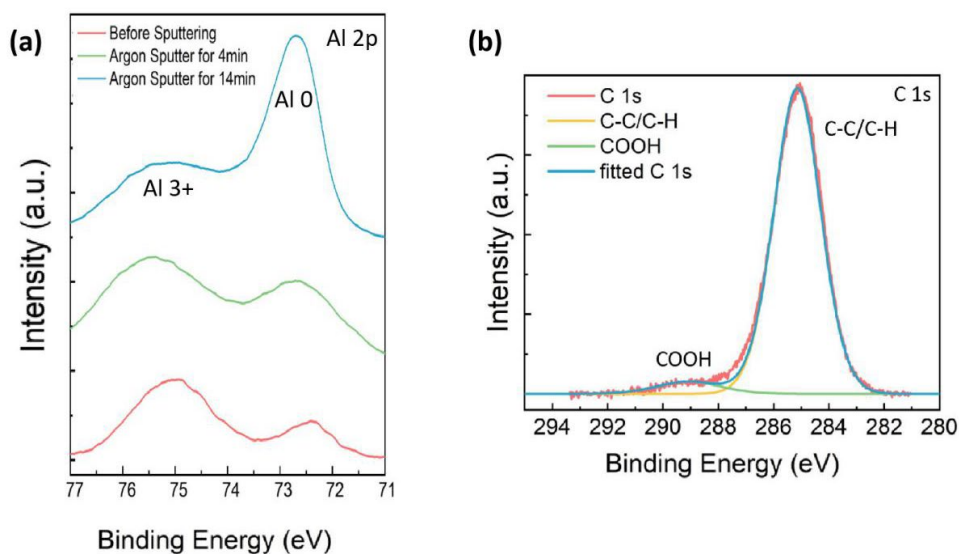 (a)
Before Sputtering
Argon Sputter for 4min
Argon Sputter for 14min
Al 2p
Al 0
Al 3+
Intensity (a.u.)
77 76 75 74 73 72 71
Binding Energy (eV)
(b)
C 1s
C-C/C-H
COOH
fitted C 1s
C 1s
C-C/C-H
COOH
Intensity (a.u.)
294 292 290 288 286 284 282 280
Binding Energy (eV)